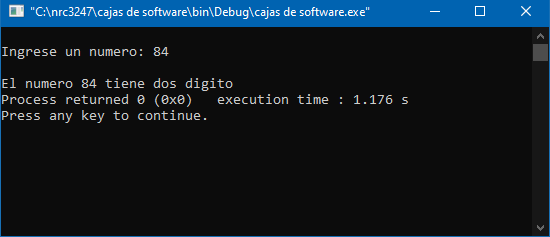 "C:\nrc3247\cajas de software\bin\Debug\cajas de software.exe"
Ingrese un numero: 84
El numero 84 tiene dos digito
Process returned 0 (0x0)   execution time : 1.176 s
Press any key to continue.